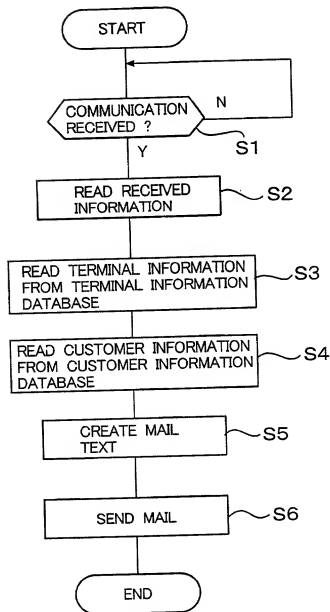 START
COMMUNICATION
RECEIVED ?
N
S1
Y
READ RECEIVED
INFORMATION
S2
READ TERMINAL INFORMATION
FROM TERMINAL INFORMATION
DATABASE
S3
READ CUSTOMER INFORMATION
FROM CUSTOMER INFORMATION
DATABASE
S4
CREATE MAIL
TEXT
S5
SEND MAIL
S6
END